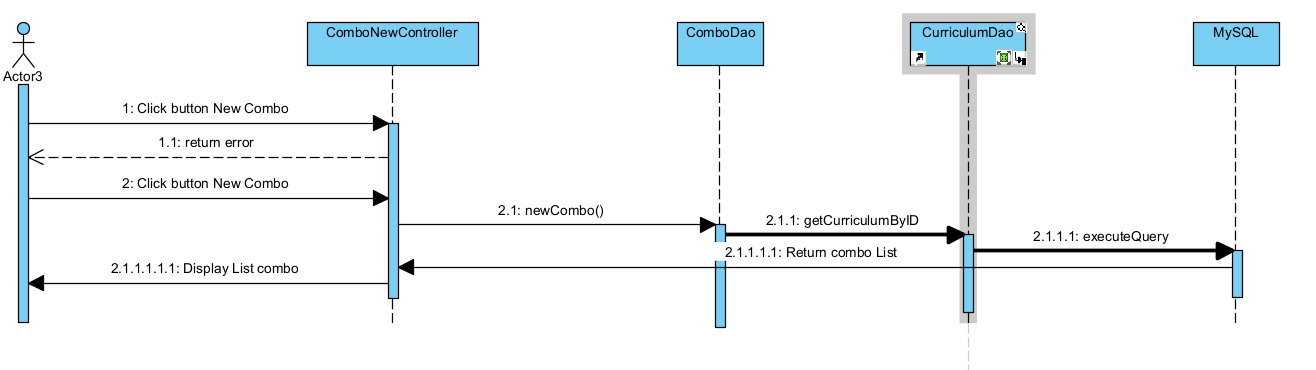 ComboNewController
ComboDao
CurriculumDao
MySQL
Actor3
1: Click button New Combo
1.1: return error
2: Click button New Combo
2.1: newCombo()
2.1.1: getCurriculumByID
2.1.1.1: executeQuery
2.1.1.1.1: Return combo List
2.1.1.1.1.1: Display List combo